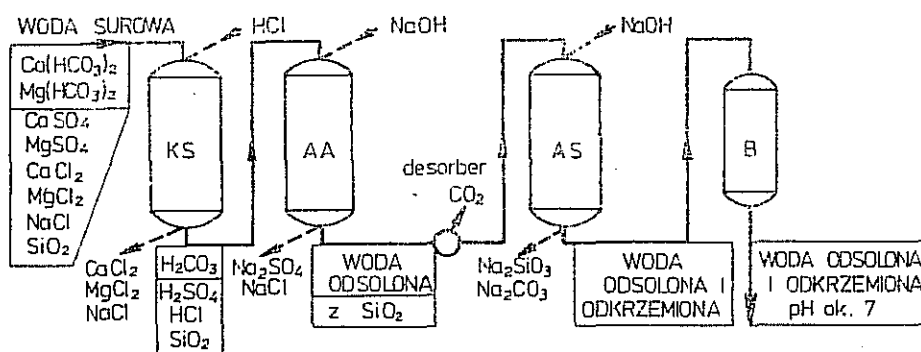 WODA SUROWA
Ca(HCO3)2
Mg(HCO3)2
CaSO4
MgSO4
CaCl2
MgCl2
NaCl
SiO2
HCl
KS
CaCl2
MgCl2
NaCl
H2CO3
H2SO4
HCl
SiO2
NaOH
AA
Na2SO4
NaCl
WODA
ODSOLONA
z SiO2
desorber
CO2
NaOH
AS
Na2SiO3
Na2CO3
WODA
ODSOLONA I
ODKRZEMIONA
B
WODA ODSOLONA
I ODKRZEMIONA
pH ok. 7